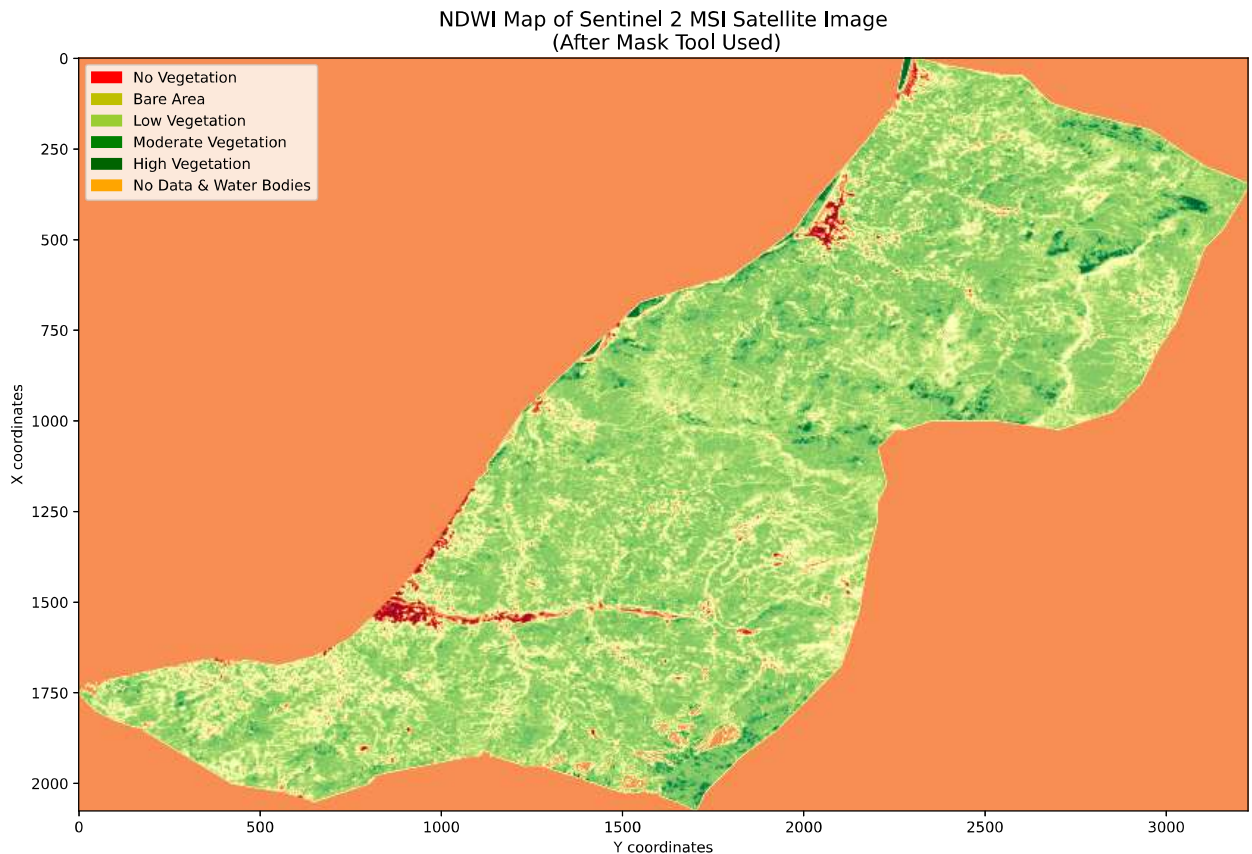 NDWI Map of Sentinel 2 MSI Satellite Image
(After Mask Tool Used)
No Vegetation
Bare Area
Low Vegetation
Moderate Vegetation
High Vegetation
No Data & Water Bodies
X coordinates
0
250
500
750
1000
1250
1500
1750
2000
0
500
1000
1500
2000
2500
3000
Y coordinates